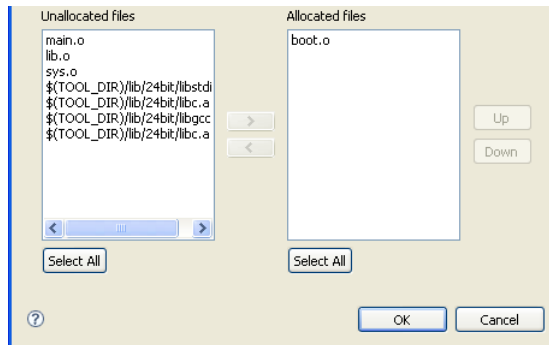 Unallocated files
main.o
lib.o
sys.o
$(TOOL_DIR)/lib/24bit/libstdi
$(TOOL_DIR)/lib/24bit/libc.a
$(TOOL_DIR)/lib/24bit/libgcc
$(TOOL_DIR)/lib/24bit/libc.a
Select All
>
<
Allocated files
boot.o
Select All
Up
Down
?
OK
Cancel